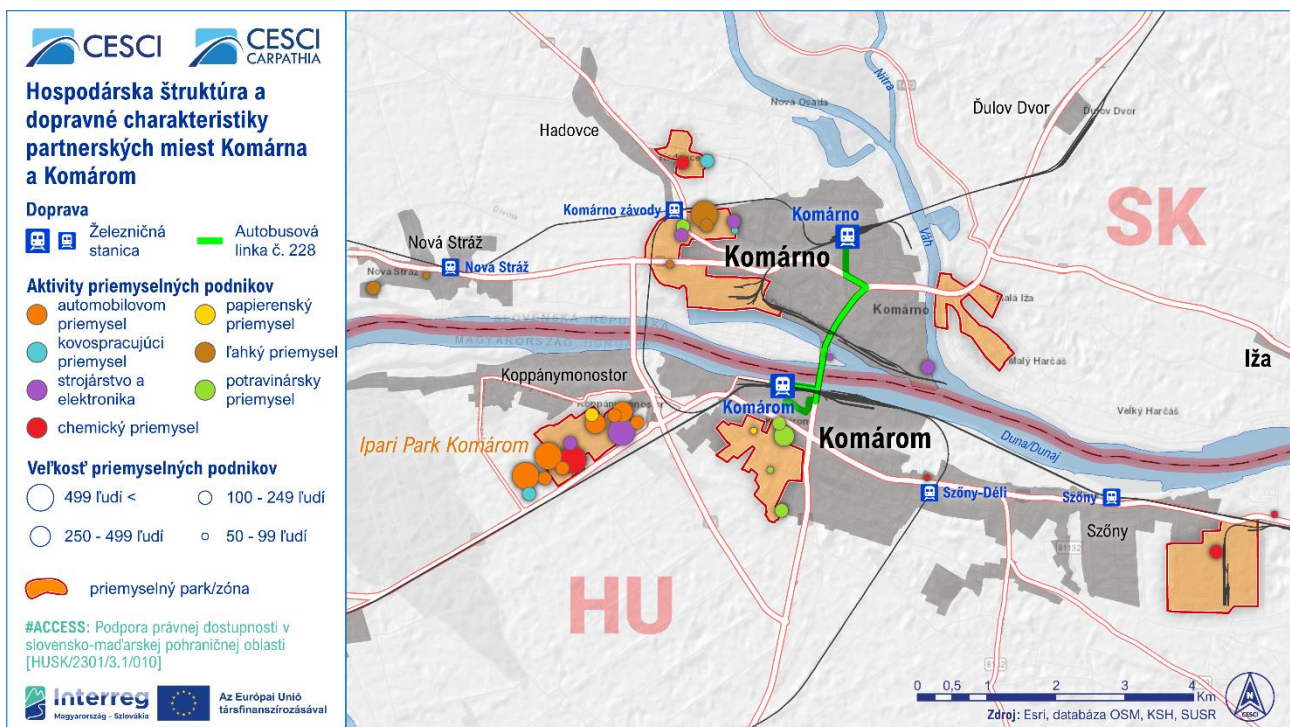 CESCI
CESCI
CARPATHIA
Hospodárska štruktúra a
dopravné charakteristiky
partnerských miest Komárna
a Komárom
Doprava
Železničná
stanica
Autobusová
linka č. 228
Aktivity priemyselných podnikov
automobilovom
priemysel
papierenský
priemysel
kovospracujúci
priemysel
ľahký priemysel
strojárstvo a
elektronika
potravinársky
priemysel
chemický priemysel
Veľkosť priemyselných podnikov
499 ľudí <
100 - 249 ľudí
250 - 499 ľudí
50 - 99 ľudí
priemyselný park/zóna
#ACCESS: Podpora právnej dostupnosti v
slovensko-maďarskej pohraničnej oblasti
[HUSK/2301/3.1/010]
Interreg
Magyarország – Szlovákia
Az Európai Unió
társfinanszírozásával
Nitra
Nová Osada
Ďulov Dvor
Ďulov Dvor
Hadovce
SK
Komárno závody
Komárno
Váh
Nová Stráž
Nová Stráž
Nová Stráž
Komárno
Komárno
Malá Iža
SLOVENSKÁ REPUBLIKA
MAGYARORSZÁG
Malý Harčáš
Iža
Koppánymonostor
Komárom
Veľký Harčáš
Ipari Park Komárom
Komárom
Duna/Dunaj
Szőny-Déli
Szőny
Szőny
81132
HU
0 0,5 1 2 3 4
Km
Zdroj: Esri, databáza OSM, KSH, SUSR
CESCI